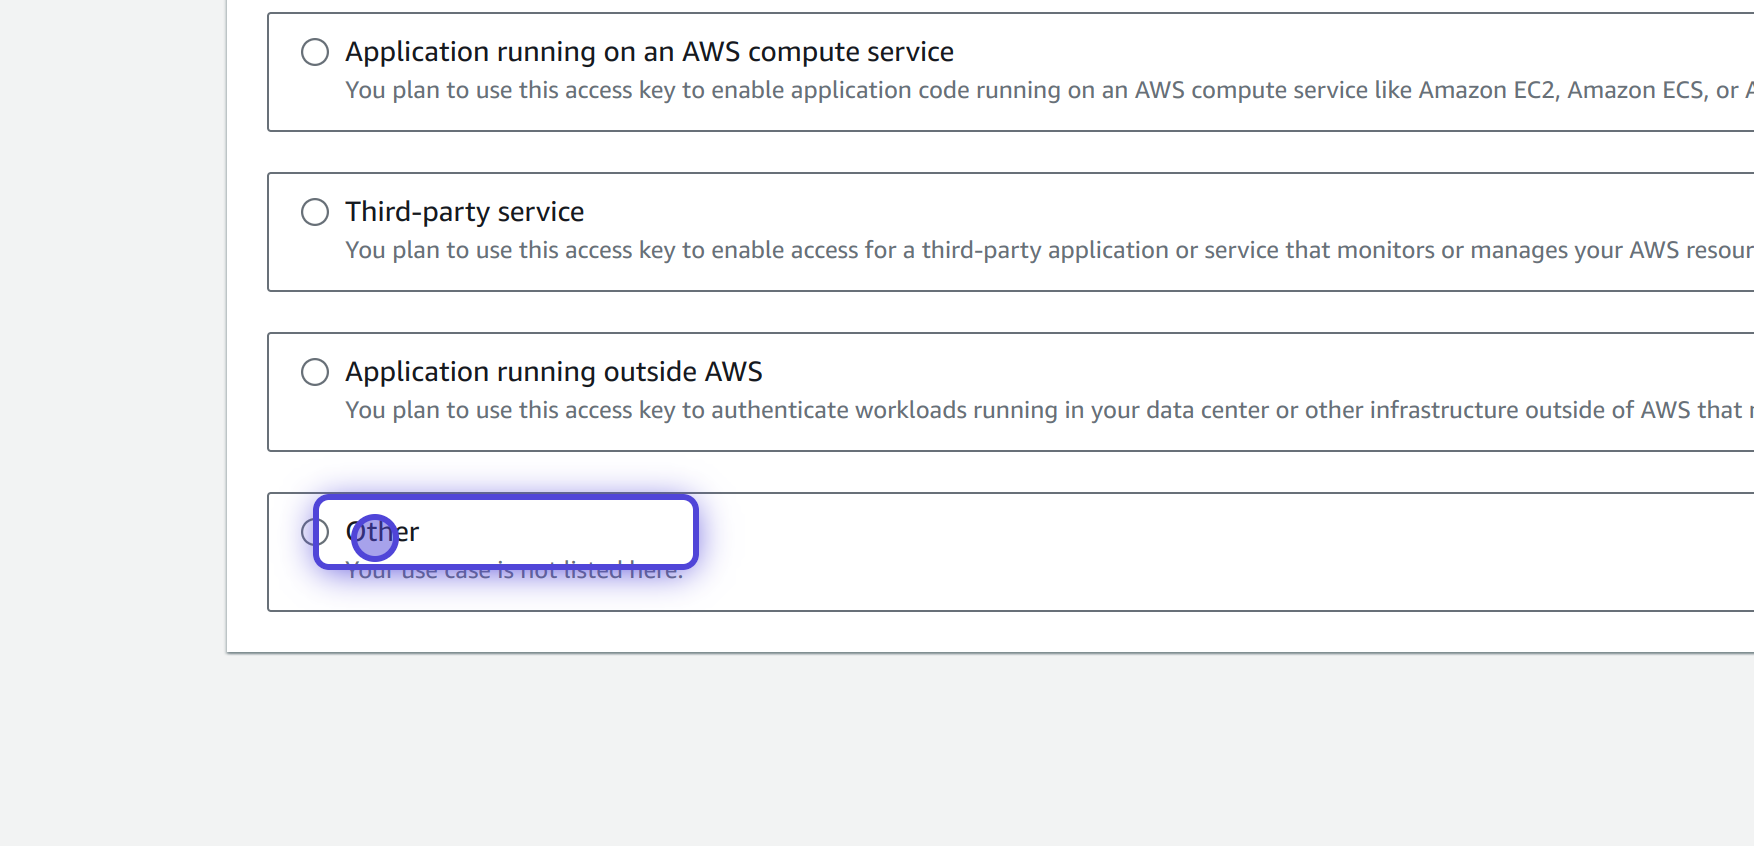 Application running on an AWS compute service
You plan to use this access key to enable application code running on an AWS compute service like Amazon EC2, Amazon ECS, or A
Third-party service
You plan to use this access key to enable access for a third-party application or service that monitors or manages your AWS resour
Application running outside AWS
You plan to use this access key to authenticate workloads running in your data center or other infrastructure outside of AWS that
Other
Your use case is not listed here.